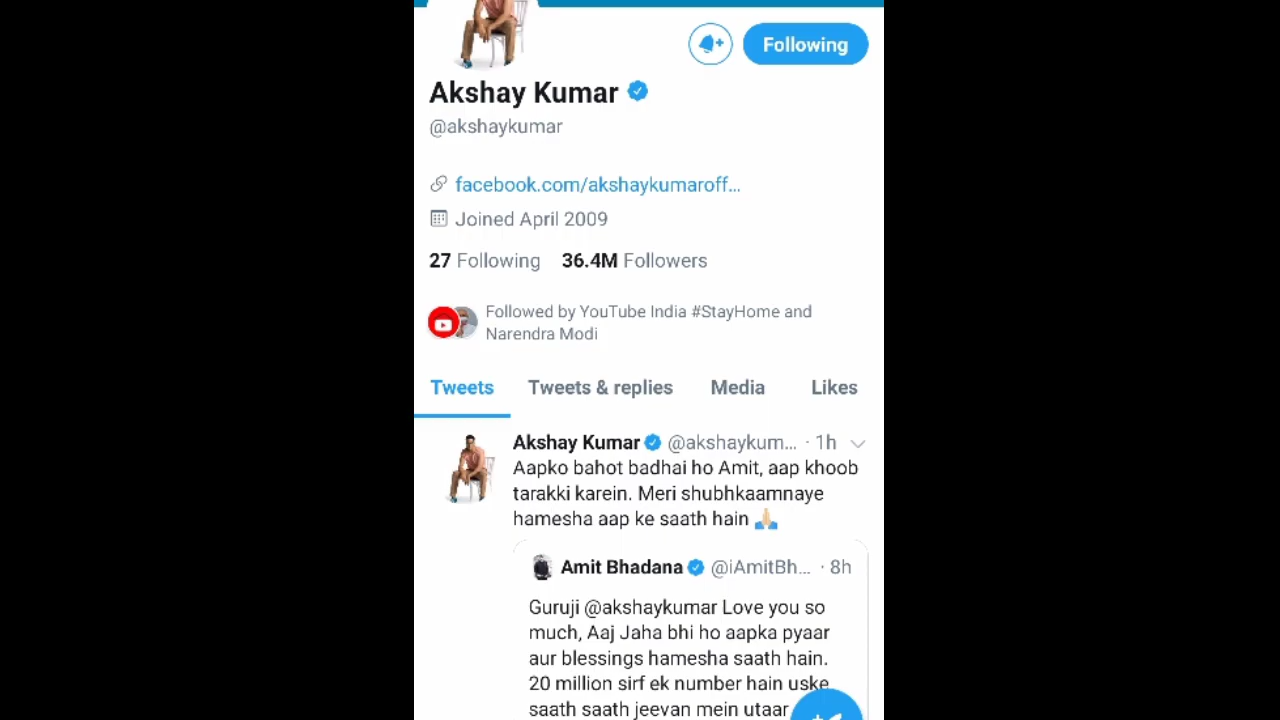 Following
Akshay Kumar
@akshaykumar
facebook.com/akshaykumaroff...
Joined April 2009
27 Following 36.4M Followers
Followed by YouTube India #StayHome and
Narendra Modi
Tweets Tweets & replies Media Likes
Akshay Kumar @akshaykum... · 1h
Aapko bahot badhai ho Amit, aap khoob
tarakki karein. Meri shubhkaamnaye
hamesha aap ke saath hain 🙏🏻
Amit Bhadana @iAmitBh... · 8h
Guruji @akshaykumar Love you so
much, Aaj Jaha bhi ho aapka pyaar
aur blessings hamesha saath hain.
20 million sirf ek number hain uske
saath saath jeevan mein utaar